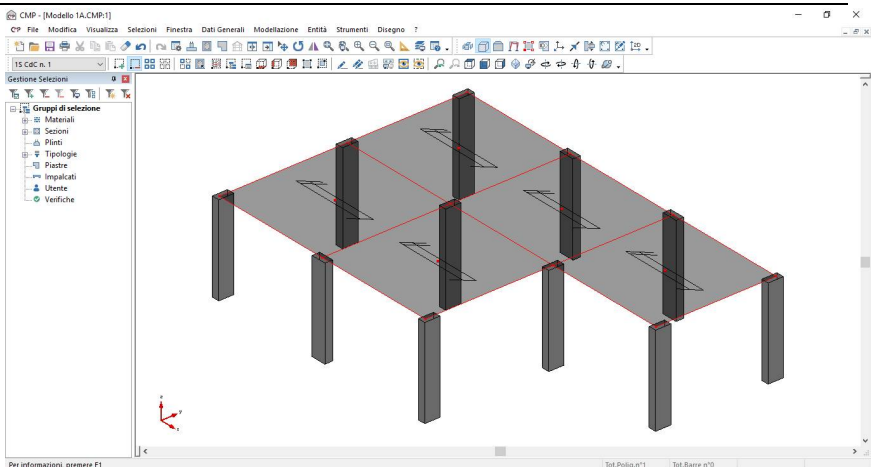 CMP - [Modello 1A.CMP:1]
File Modifica Visualizza Selezioni Finestra Dati Generali Modellazione Entità Strumenti Disegno ?
1S CdC n. 1
Gestione Selezioni
Gruppi di selezione
Materiali
Sezioni
Plinti
Tipologie
Piastre
Impalcati
Utente
Verifiche
Per informazioni, premere F1
Tot.Polig.n°1 Tot.Barre n°0